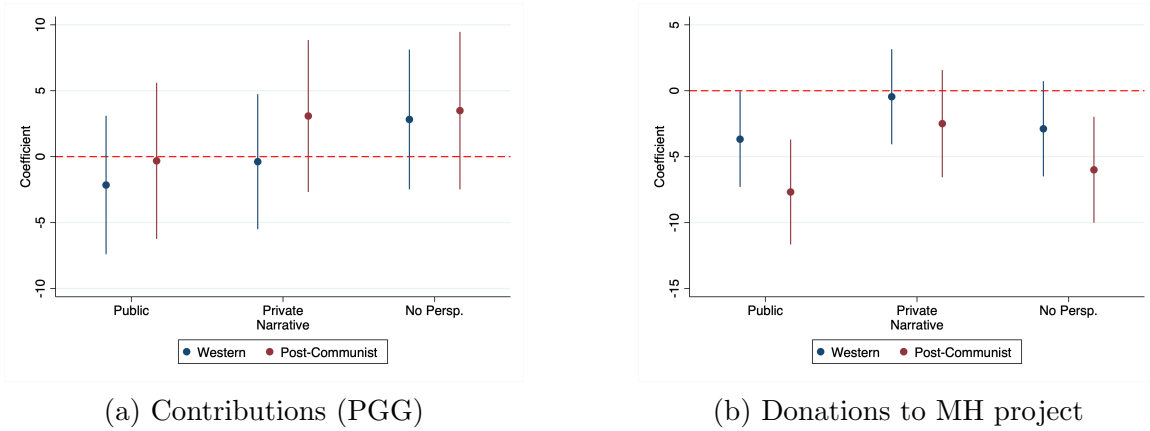 10
5
0
-5
-10
Coefficient
Public
Private
No Persp.
Narrative
Western
Post-Communist
(a) Contributions (PGG)
5
0
-5
-10
-15
Coefficient
Public
Private
No Persp.
Narrative
Western
Post-Communist
(b) Donations to MH project